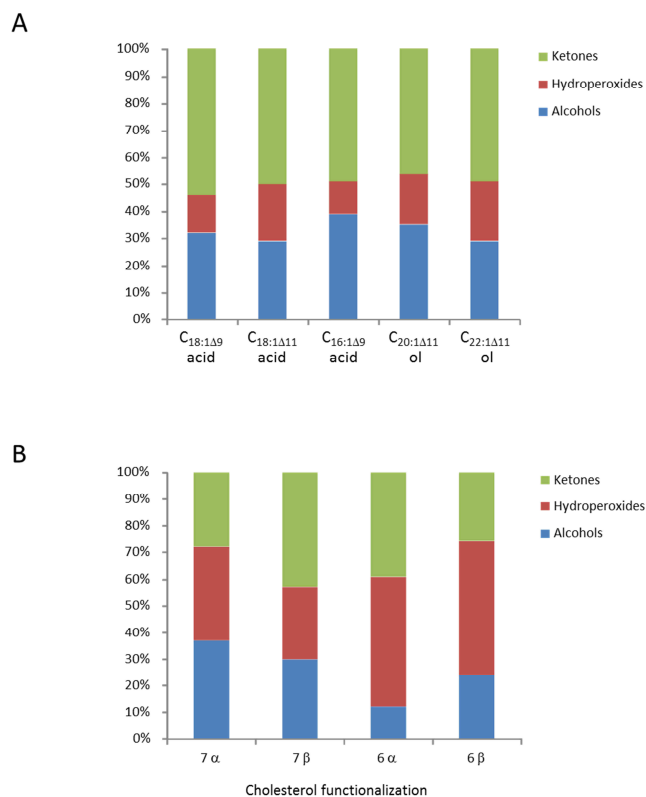 A
100%
90%
80%
70%
60%
50%
40%
30%
20%
10%
0%
Ketones
Hydroperoxides
Alcohols
C18:1Δ9 C18:1Δ11 C16:1Δ9 C20:1Δ11 C22:1Δ11
acid acid acid ol ol
B
100%
90%
80%
70%
60%
50%
40%
30%
20%
10%
0%
Ketones
Hydroperoxides
Alcohols
7 α 7 β 6 α 6 β
Cholesterol functionalization